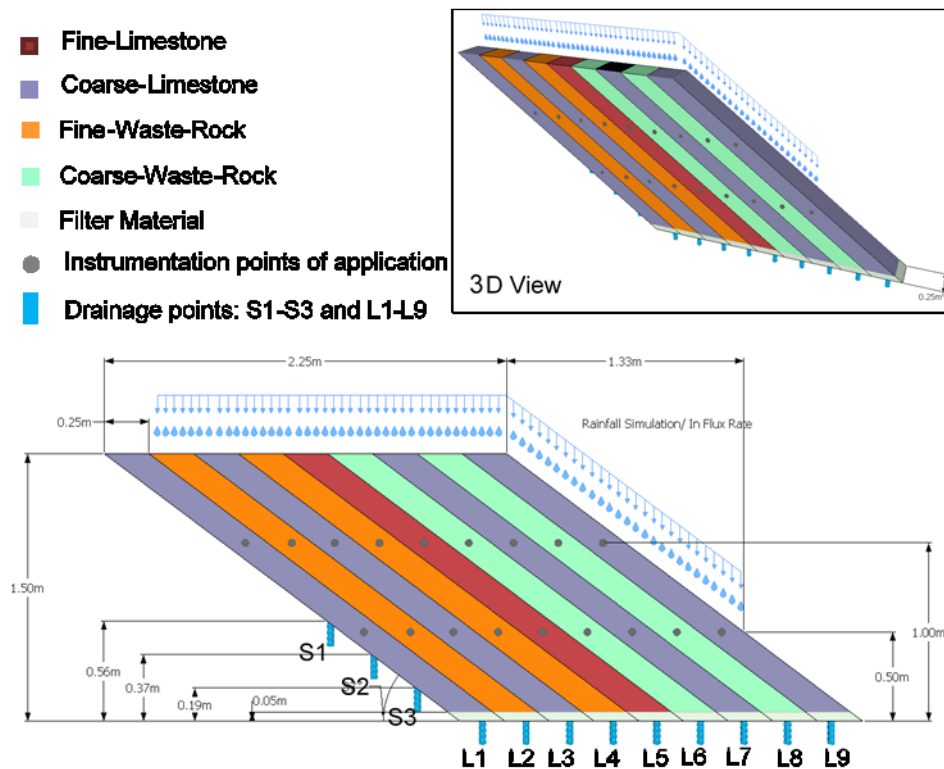 Fine-Limestone
Coarse-Limestone
Fine-Waste-Rock
Coarse-Waste-Rock
Filter Material
Instrumentation points of application
Drainage points: S1-S3 and L1-L9
3D View
0.25m
2.25m
1.33m
0.25m
Rainfall Simulation/ In Flux Rate
1.50m
1.00m
0.56m
S1
0.37m
S2
0.50m
0.19m
0.05m
S3
L1 L2 L3 L4 L5 L6 L7 L8 L9